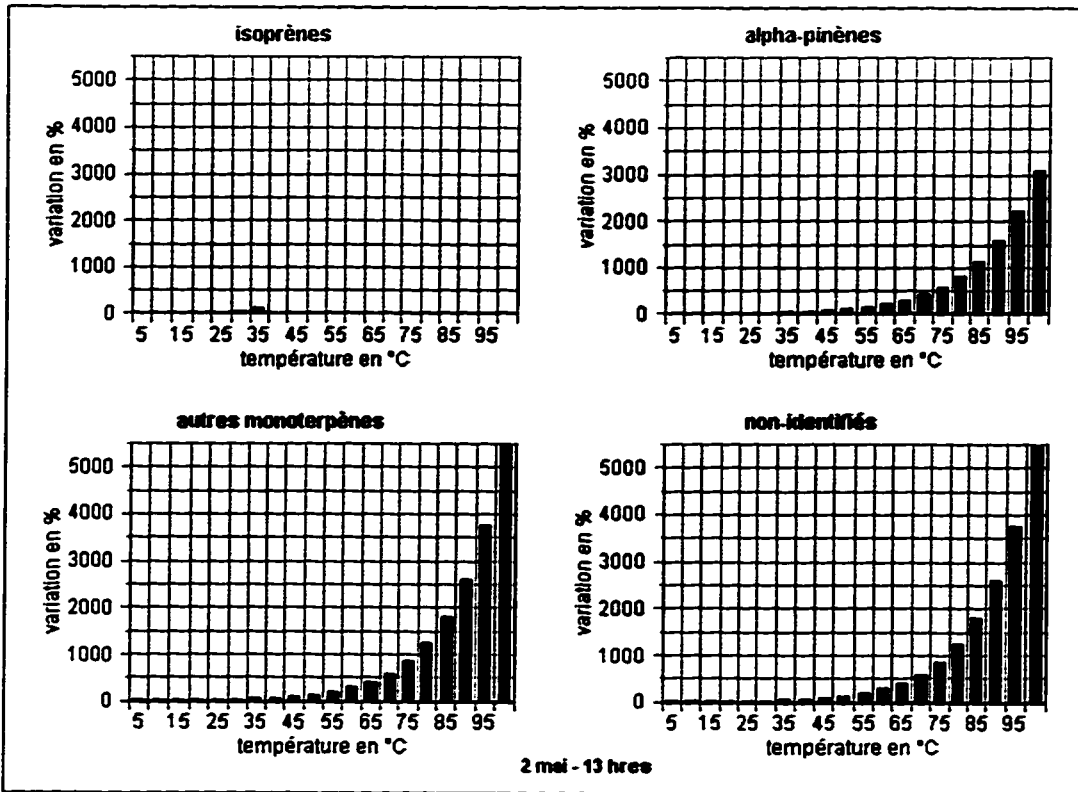 isoprènes
variation en %
5000
4000
3000
2000
1000
0
5 15 25 35 45 55 65 75 85 95
température en °C
alpha-pinènes
variation en %
5000
4000
3000
2000
1000
0
5 15 25 35 45 55 65 75 85 95
température en °C
autres monoterpènes
variation en %
5000
4000
3000
2000
1000
0
5 15 25 35 45 55 65 75 85 95
température en °C
non-identifiés
variation en %
5000
4000
3000
2000
1000
0
5 15 25 35 45 55 65 75 85 95
température en °C
2 mai - 13 hres